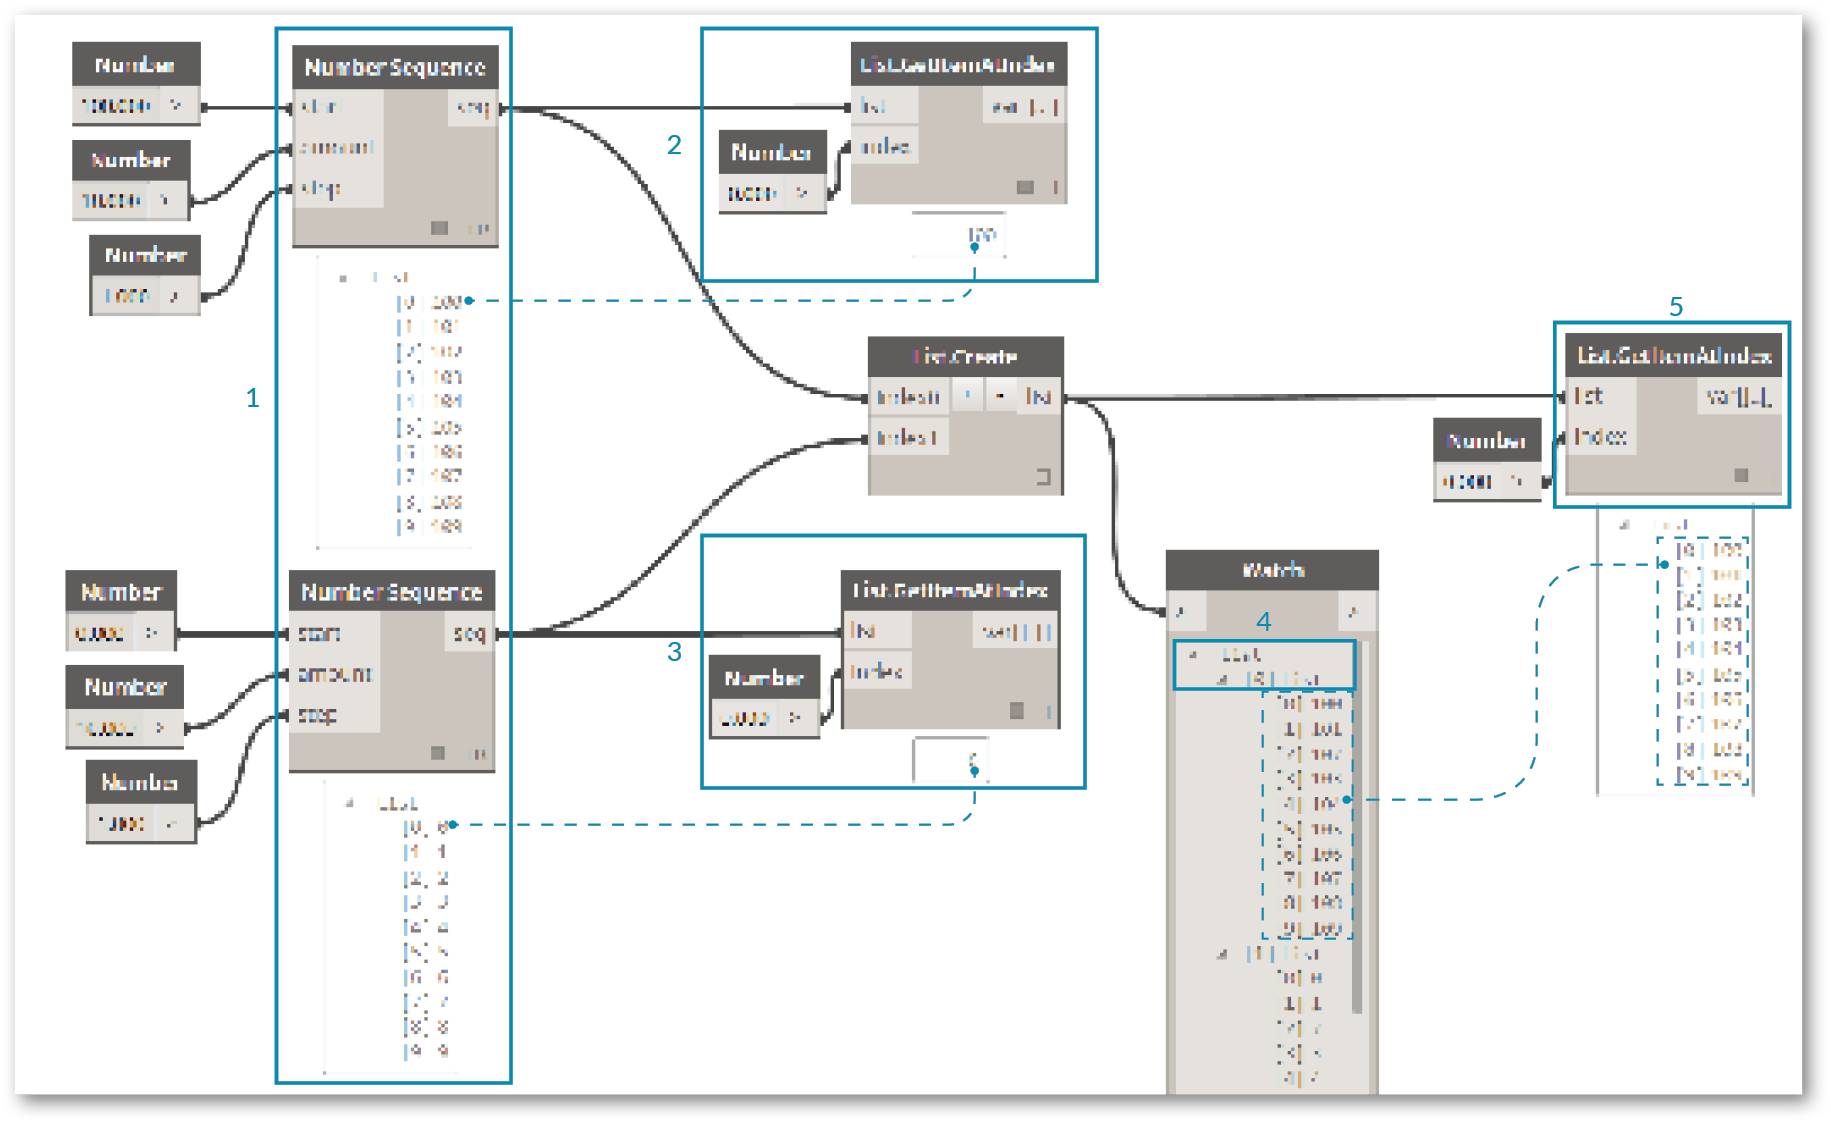 Number
Number Sequence
100.000 >
start
seq
amount
step
Number
10.000 >
Number
1.000 >
List
[0] 100
[1] 101
[2] 102
[3] 103
[4] 104
[5] 105
[6] 106
[7] 107
[8] 108
[9] 109
1
2
List.GetItemAtIndex
list
var[]..[]
index
Number
0.000 >
100
List.Create
index0
+
-
list
index1
Number
Number Sequence
0.000 >
start
seq
amount
step
Number
10.000 >
Number
1.000 >
List
[0] 0
[1] 1
[2] 2
[3] 3
[4] 4
[5] 5
[6] 6
[7] 7
[8] 8
[9] 9
3
List.GetItemAtIndex
list
var[]..[]
index
Number
0.000 >
Watch
>
>
4
List
[0] List
[0] 100
[1] 101
[2] 102
[3] 103
[4] 104
[5] 105
[6] 106
[7] 107
[8] 108
[9] 109
[1] List
[0] 0
[1] 1
[2] 2
[3] 3
5
List.GetItemAtIndex
list
var[]..[]
index
Number
0.000 >
List
[0] 100
[1] 101
[2] 102
[3] 103
[4] 104
[5] 105
[6] 106
[7] 107
[8] 108
[9] 109